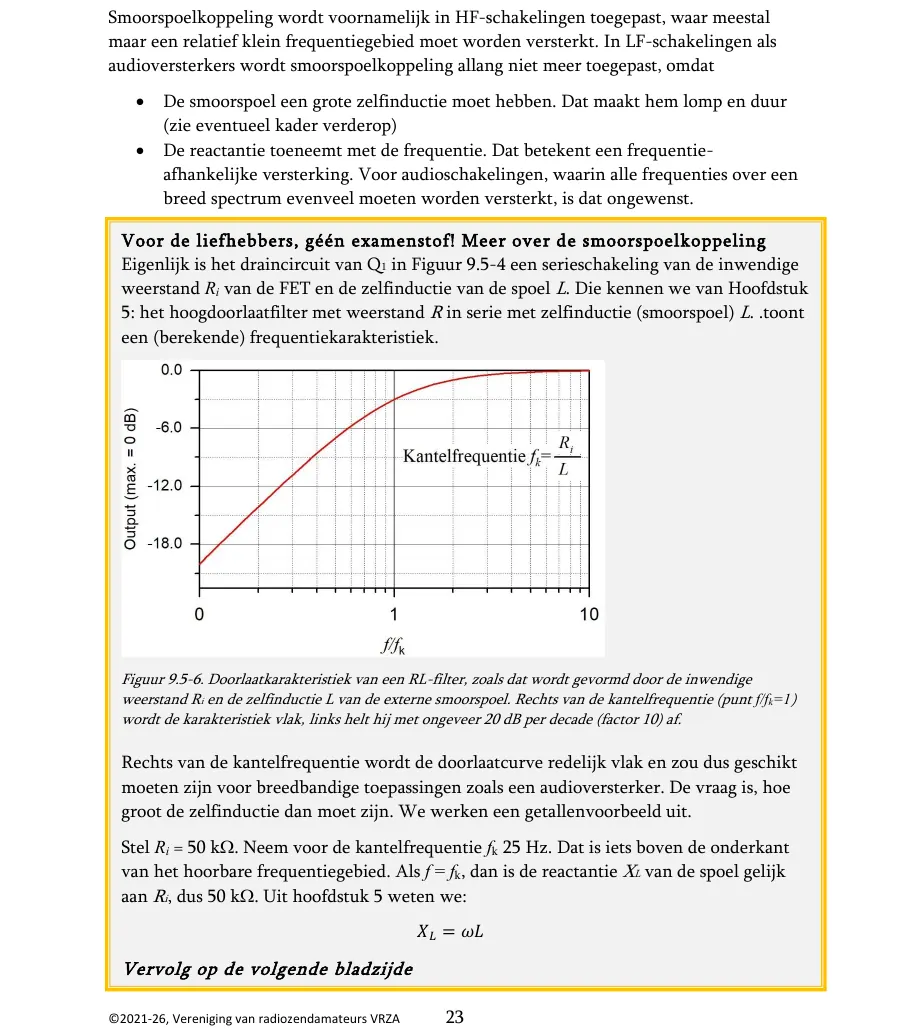 Smoorspoelkoppeling wordt voornamelijk in HF-schakelingen toegepast, waar meestal
maar een relatief klein frequentiegebied moet worden versterkt. In LF-schakelingen als
audioversterkers wordt smoorspoelkoppeling allang niet meer toegepast, omdat
• De smoorspoel een grote zelfinductie moet hebben. Dat maakt hem lomp en duur
(zie eventueel kader verderop)
• De reactantie toeneemt met de frequentie. Dat betekent een frequentie-
afhankelijke versterking. Voor audioschakelingen, waarin alle frequenties over een
breed spectrum evenveel moeten worden versterkt, is dat ongewenst.
Voor de liefhebbers, géén examenstof! Meer over de smoorspoelkoppeling
Eigenlijk is het draincircuit van Q1 in Figuur 9.5-4 een serieschakeling van de inwendige
weerstand Ri van de FET en de zelfinductie van de spoel L. Die kennen we van Hoofdstuk
5: het hoogdoorlaatfilter met weerstand R in serie met zelfinductie (smoorspoel) L. .toont
een (berekende) frequentiekarakteristiek.
0.0
-6.0
-12.0
-18.0
Output (max. = 0 dB)
Kantelfrequentie fk= Ri
L
0 1 10
f/fk
Figuur 9.5-6. Doorlaatkarakteristiek van een RL-filter, zoals dat wordt gevormd door de inwendige
weerstand Ri en de zelfinductie L van de externe smoorspoel. Rechts van de kantelfrequentie (punt f/fk=1)
wordt de karakteristiek vlak, links helt hij met ongeveer 20 dB per decade (factor 10) af.
Rechts van de kantelfrequentie wordt de doorlaatcurve redelijk vlak en zou dus geschikt
moeten zijn voor breedbandige toepassingen zoals een audioversterker. De vraag is, hoe
groot de zelfinductie dan moet zijn. We werken een getallenvoorbeeld uit.
Stel Ri = 50 kΩ. Neem voor de kantelfrequentie fk 25 Hz. Dat is iets boven de onderkant
van het hoorbare frequentiegebied. Als f = fk, dan is de reactantie XL van de spoel gelijk
aan Ri, dus 50 kΩ. Uit hoofdstuk 5 weten we:
XL = ωL
Vervolg op de volgende bladzijde
©2021-26, Vereniging van radiozendamateurs VRZA 23